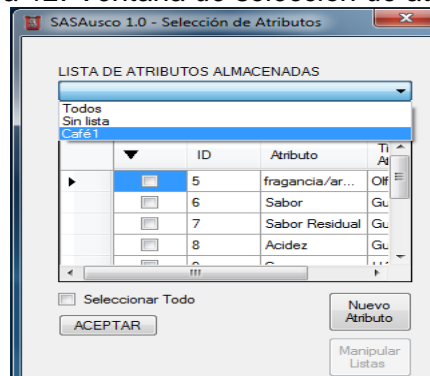 SASAusco 1.0 - Selección de Atributos
LISTA DE ATRIBUTOS ALMACENADAS
Todos
Sin lista
Café1
ID Atributo
5 fragancia/ar... Olf
6 Sabor Gu
7 Sabor Residual Gu
8 Acidez Gu
Seleccionar Todo
Nuevo
Atributo
ACEPTAR
Manipular
Listas